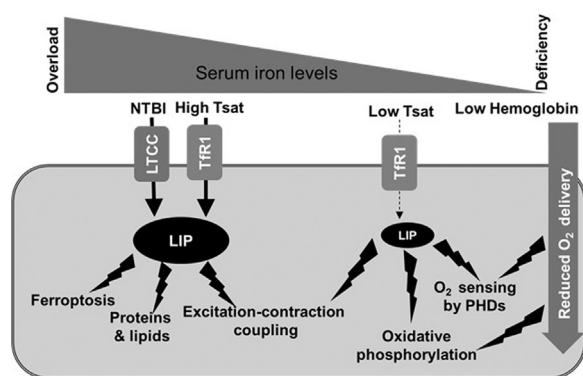 Overload
Serum iron levels
Deficiency
NTBI High Tsat
Low Tsat
Low Hemoglobin
LTCC
TfR1
TfR1
LIP
LIP
Ferroptosis
Proteins
& lipids
Excitation-contraction
coupling
O2 sensing
by PHDs
Oxidative
phosphorylation
Reduced O2 delivery